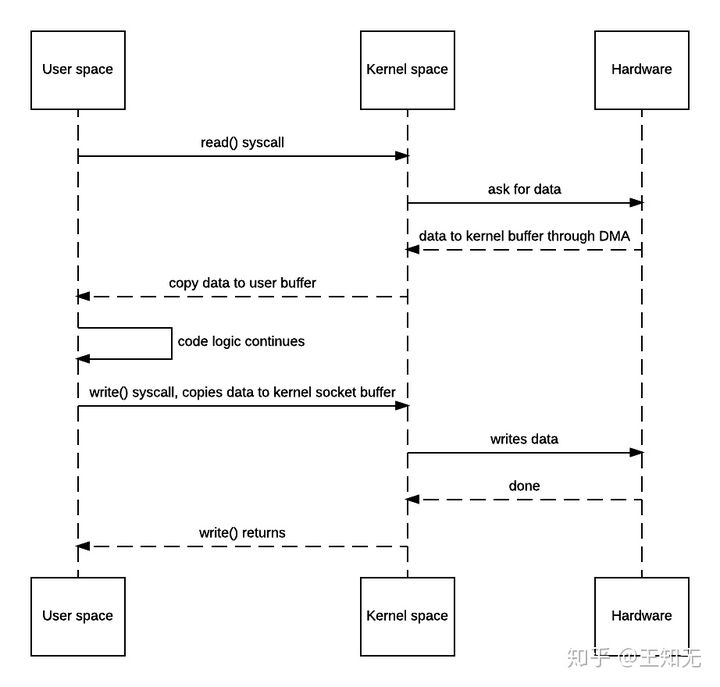 User space
Kernel space
Hardware
read() syscall
ask for data
data to kernel buffer through DMA
copy data to user buffer
code logic continues
write() syscall, copies data to kernel socket buffer
writes data
done
write() returns
User space
Kernel space
Hardware
知乎 @王知无